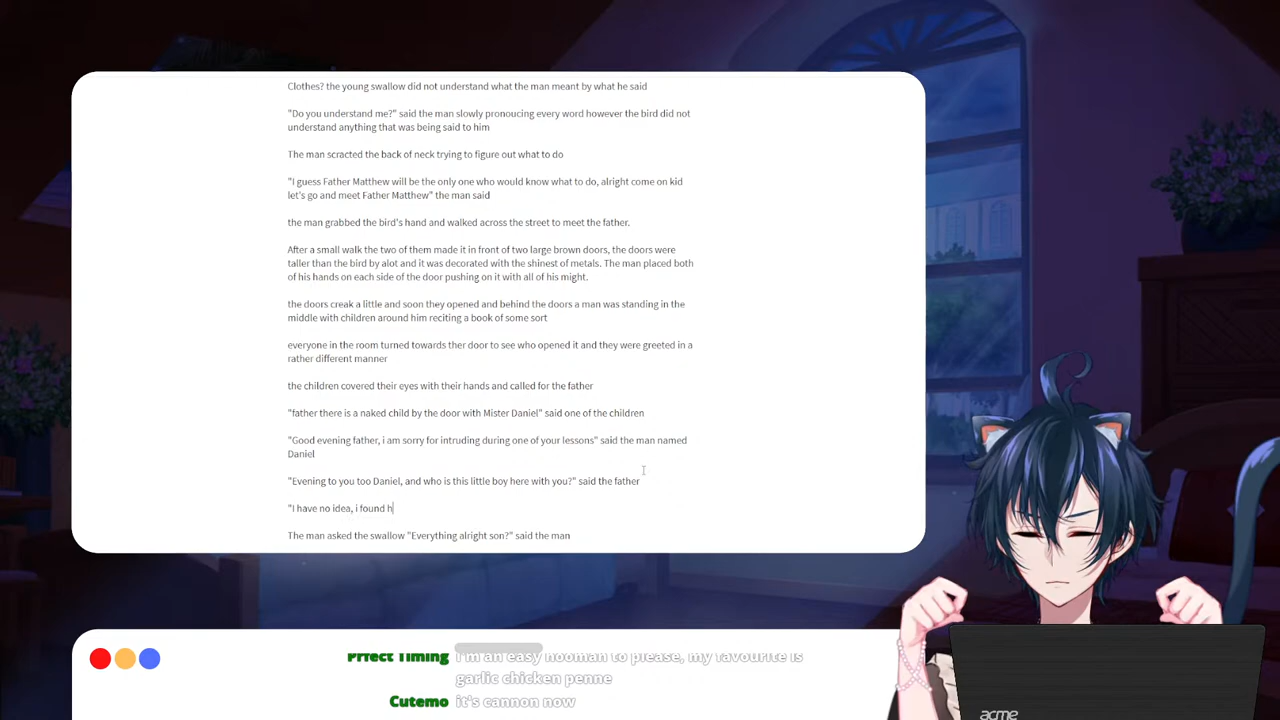 Clothes? the young swallow did not understand what the man meant by what he said
"Do you understand me?" said the man slowly pronoucing every word however the bird did not
understand anything that was being said to him
The man scracted the back of neck trying to figure out what to do
"I guess Father Matthew will be the only one who would know what to do, alright come on kid
let's go and meet Father Matthew" the man said
the man grabbed the bird's hand and walked across the street to meet the father.
After a small walk the two of them made it in front of two large brown doors, the doors were
taller than the bird by alot and it was decorated with the shinest of metals. The man placed both
of his hands on each side of the door pushing on it with all of his might.
the doors creak a little and soon they opened and behind the doors a man was standing in the
middle with children around him reciting a book of some sort
everyone in the room turned towards ther door to see who opened it and they were greeted in a
rather different manner
the children covered their eyes with their hands and called for the father
"father there is a naked child by the door with Mister Daniel" said one of the children
"Good evening father, i am sorry for intruding during one of your lessons" said the man named
Daniel
"Evening to you too Daniel, and who is this little boy here with you?" said the father
"I have no idea, i found h
The man asked the swallow "Everything alright son?" said the man
Prrect Timing i'm an easy hooman to please, my favourite is
garlic chicken penne
Cutemo it's cannon now
acme